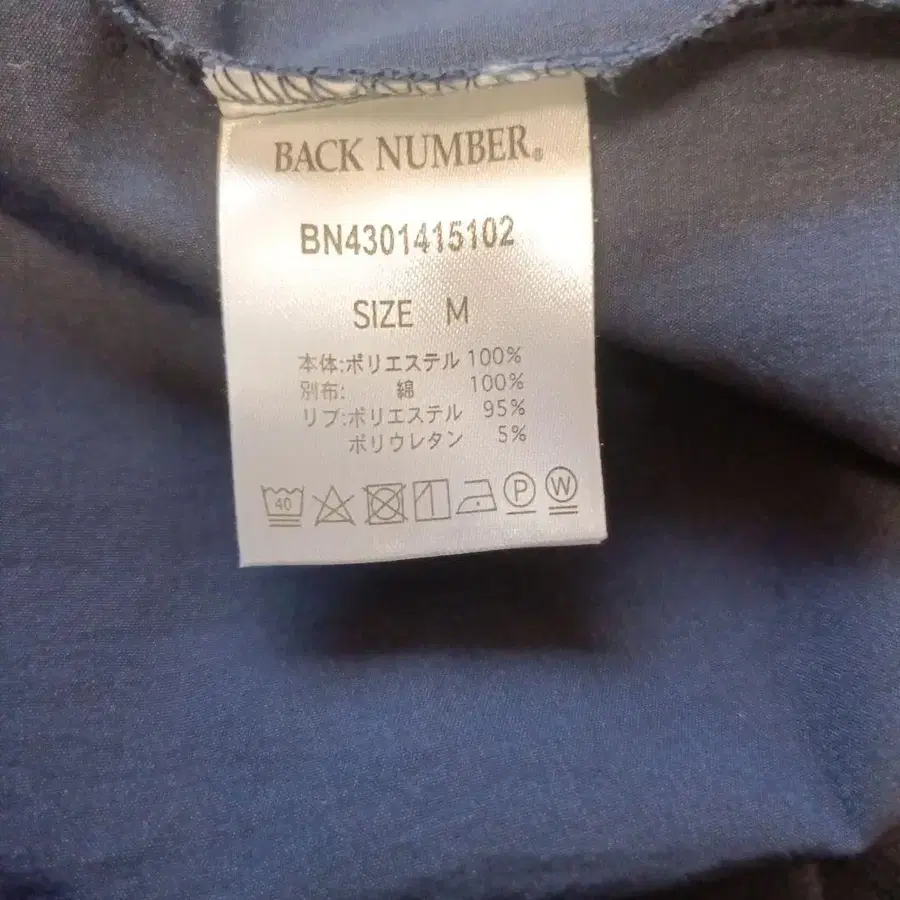 BACK NUMBER®
BN4301415102
SIZE M
本体:ポリエステル 100%
別布: 綿 100%
リブ:ポリエステル 95%
ポリウレタン 5%
40 P W